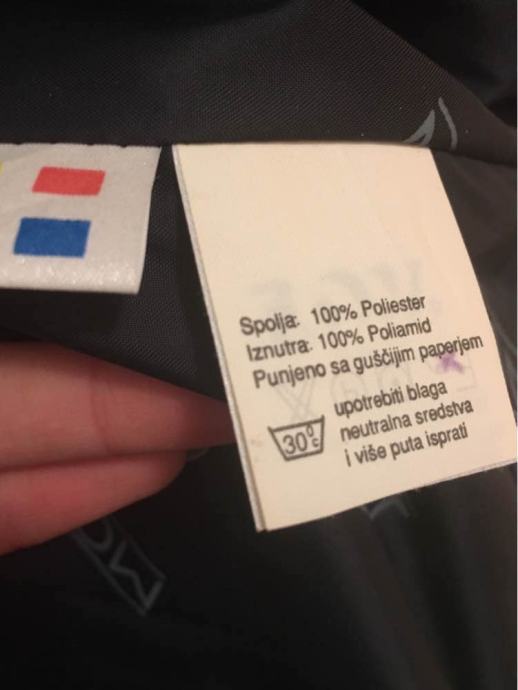 Spolja: 100% Poliester
Iznutra: 100% Poliamid
Punjeno sa guščijim paperjem
30°C
upotrebiti blaga
neutralna sredstva
i više puta isprati